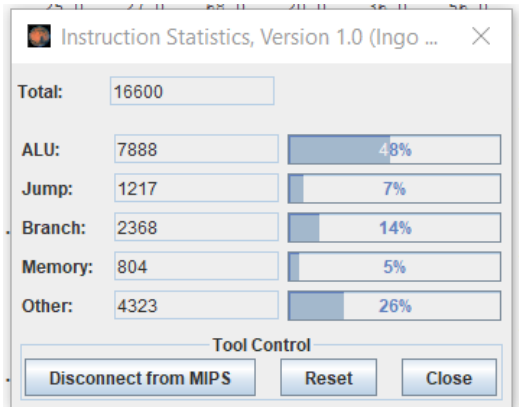 Instruction Statistics, Version 1.0 (Ingo ...
Total: 16600
ALU: 7888 48%
Jump: 1217 7%
Branch: 2368 14%
Memory: 804 5%
Other: 4323 26%
Tool Control
Disconnect from MIPS Reset Close